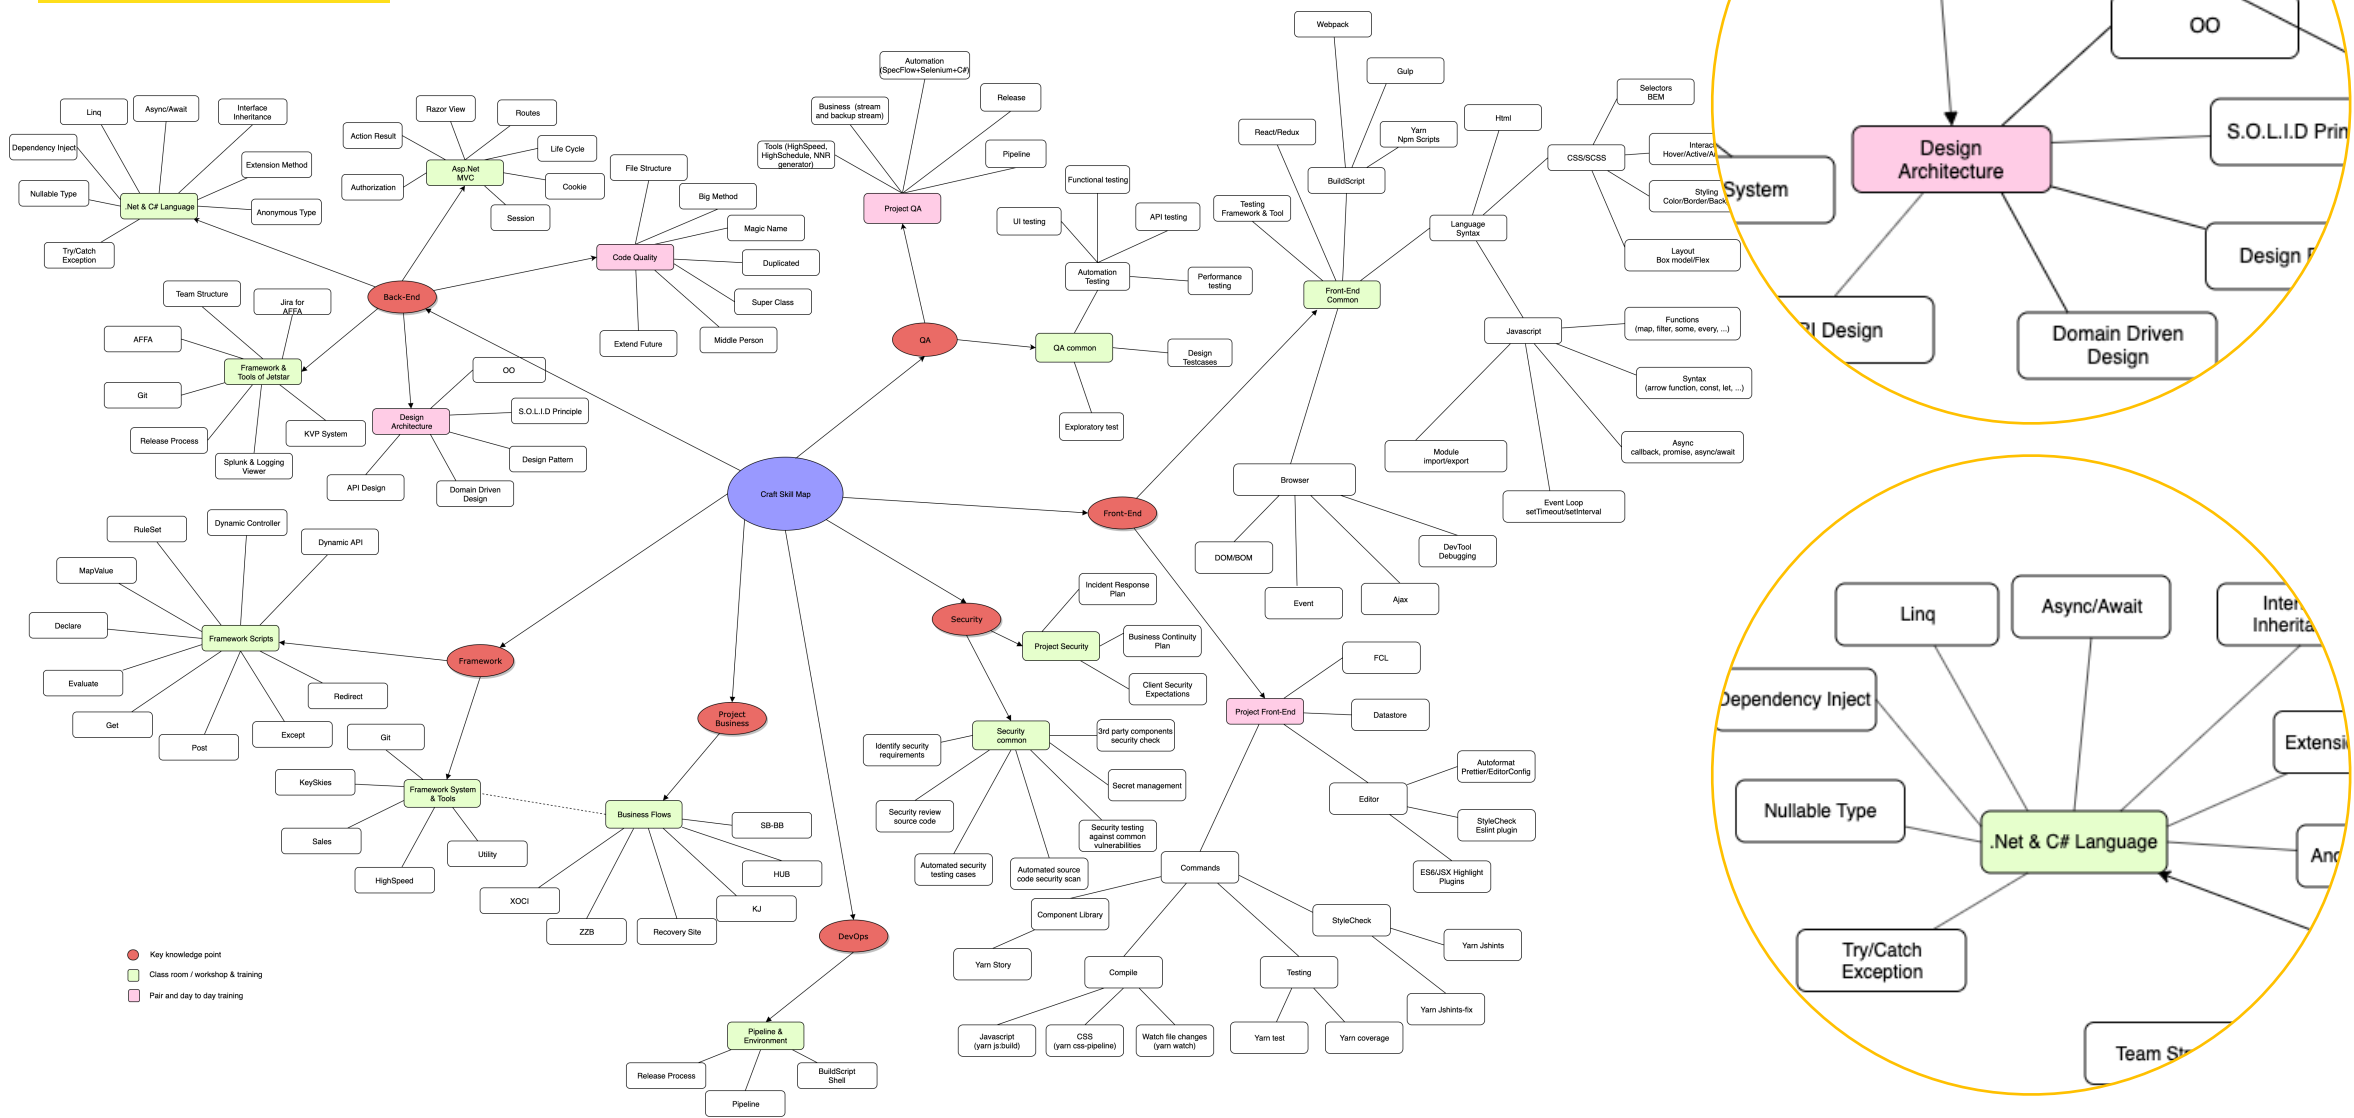 Webpack
Automation
(SpecFlow+Selenium+C#)
Gulp
Selectors
BEM
Release
Linq
Async/Await
Interface
Inheritance
Razor View
Routes
Business (stream
and backup stream)
Html
React/Redux
Yarn
Npm Scripts
Action Result
Dependency Inject
Life Cycle
Tools (HighSpeed,
HighSchedule, NNR
generator)
Pipeline
CSS/SCSS
Extension Method
Asp.Net
MVC
File Structure
Functional testing
BuildScript
Authorization
Cookie
Nullable Type
Big Method
Styling
.Net & C# Language
Anonymous Type
Session
Project QA
UI testing
API testing
Testing
Framework & Tool
Language
Syntax
Magic Name
Try/Catch
Exception
Code Quality
Duplicated
Layout
Box model/Flex
Automation
Testing
Performance
testing
Back-End
Front-End
Common
Team Structure
Jira for
AFFA
Super Class
Functions
(map, filter, some, every, ...)
Javascript
AFFA
Extend Future
Middle Person
QA
QA common
Design
Testcases
Framework &
Tools of Jetstar
OO
Syntax
(arrow function, const, let, ...)
Git
Design
Architecture
S.O.L.I.D Principle
Release Process
KVP System
Exploratory test
Async
callback, promise, async/await
Module
import/export
Splunk & Logging
Viewer
Design Pattern
API Design
Domain Driven
Design
Browser
Craft Skill Map
Event Loop
setTimeout/setInterval
Front-End
RuleSet
Dynamic Controller
Dynamic API
DOM/BOM
DevTool
Debugging
MapValue
Incident Response
Plan
Event
Ajax
Declare
Framework Scripts
Security
Project Security
Business Continuity
Plan
Framework
FCL
Evaluate
Redirect
Client Security
Expectations
Get
Post
Except
Project
Business
Project Front-End
Datastore
Git
Identify security
requirements
Security
common
3rd party components
security check
KeySkies
Framework System
& Tools
Secret management
Autoformat
Prettier/EditorConfig
Editor
Business Flows
SB-BB
Security review
source code
Security testing
against common
vulnerabilities
StyleCheck
Eslint plugin
Sales
Utility
HighSpeed
HUB
Automated security
testing cases
Automated source
code security scan
Commands
ES6/JSX Highlight
Plugins
XOCI
KJ
Component Library
StyleCheck
ZZB
Recovery Site
DevOps
Yarn Jshints
Key knowledge point
Class room / workshop & training
Pair and day to day training
Yarn Story
Compile
Testing
Yarn Jshints-fix
Pipeline &
Environment
Javascript
(yarn js:build)
CSS
(yarn css-pipeline)
Watch file changes
(yarn watch)
Yarn test
Yarn coverage
Release Process
BuildScript
Shell
Pipeline
OO
S.O.L.I.D
Design
Architecture
System
Design
Design
Domain Driven
Design
Linq
Async/Await
Dependency Inject
Nullable Type
.Net & C# Language
Try/Catch
Exception
Team